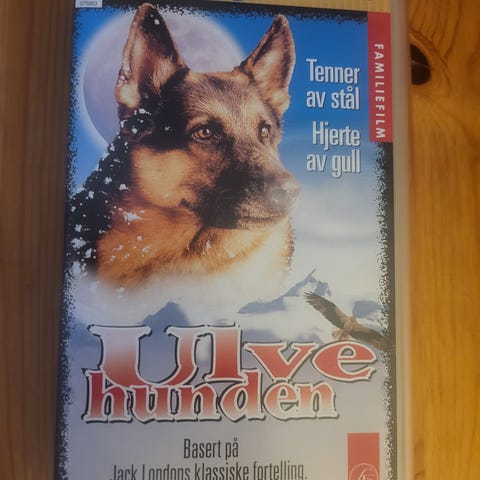 FAMILIEFILM
Tenner
av stål
Hjerte
av gull
Ulve
hunden
Basert på
Jack Londons klassiske fortelling.